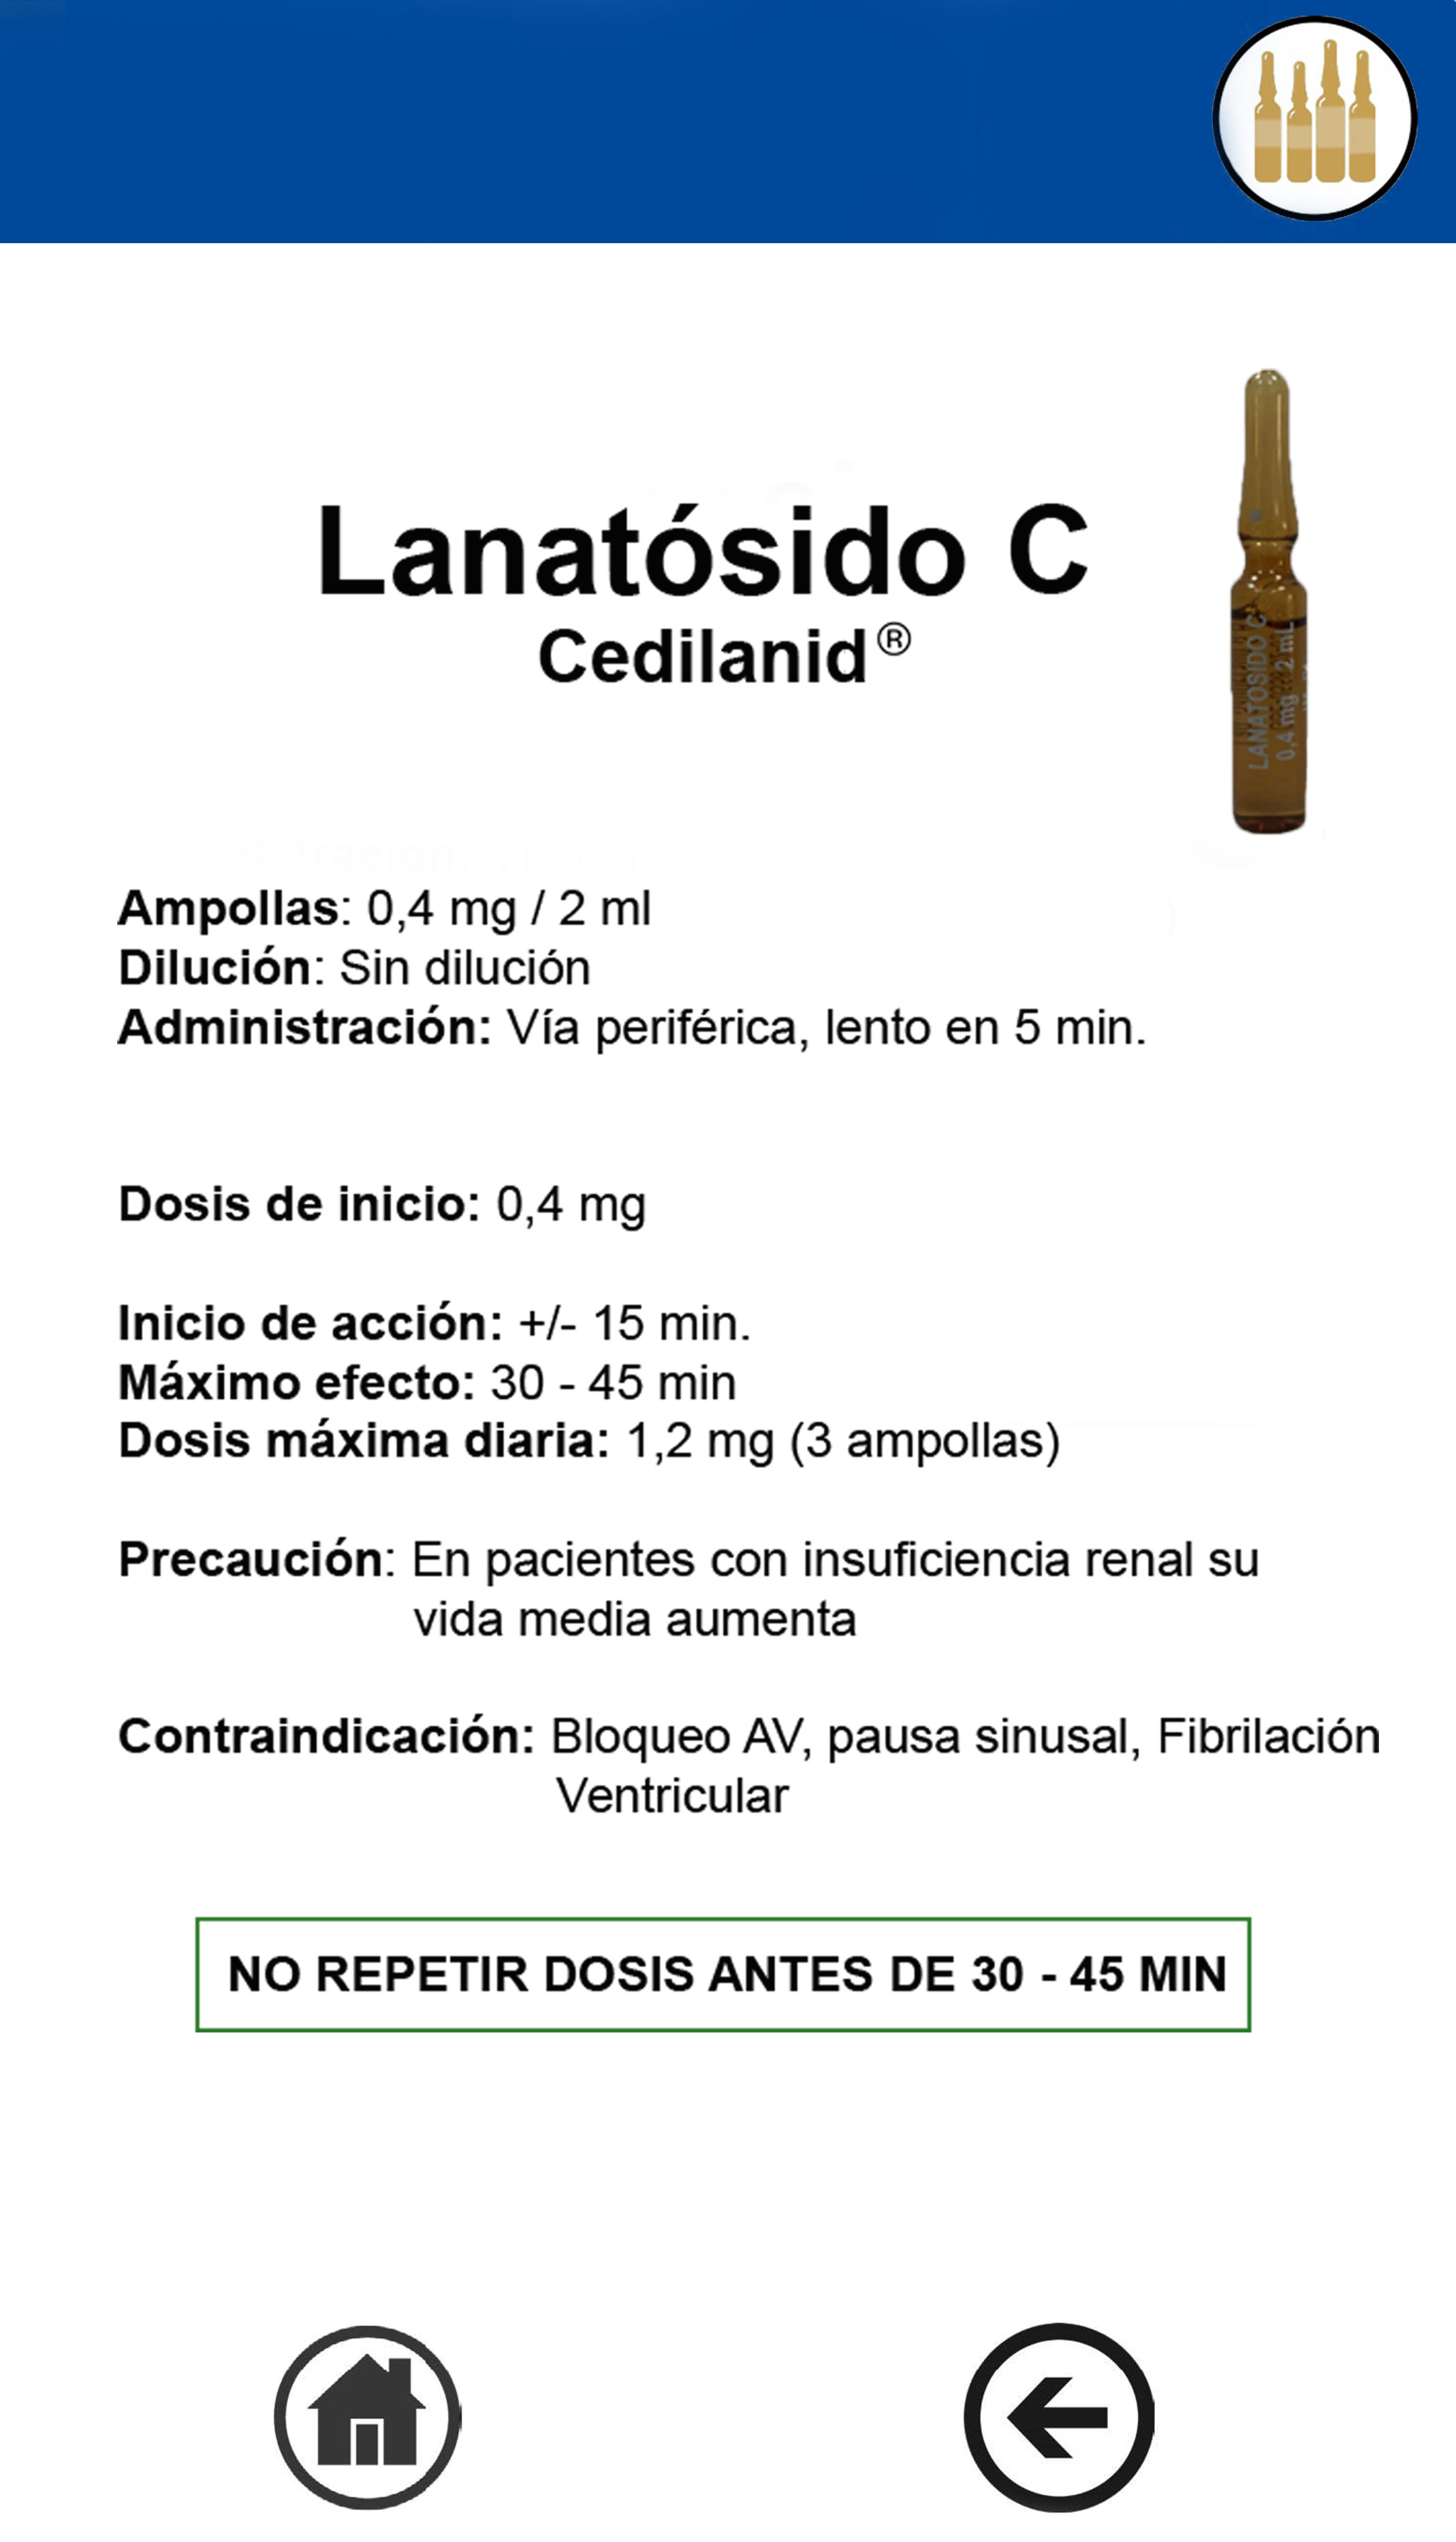 Lanatósido C
Cedilanid®
LANATOSIDO C
0,4 mg 2 mL
Ampollas: 0,4 mg / 2 ml
Dilución: Sin dilución
Administración: Vía periférica, lento en 5 min.
Dosis de inicio: 0,4 mg
Inicio de acción: +/- 15 min.
Máximo efecto: 30 - 45 min
Dosis máxima diaria: 1,2 mg (3 ampollas)
Precaución: En pacientes con insuficiencia renal su
vida media aumenta
Contraindicación: Bloqueo AV, pausa sinusal, Fibrilación
Ventricular
NO REPETIR DOSIS ANTES DE 30 - 45 MIN